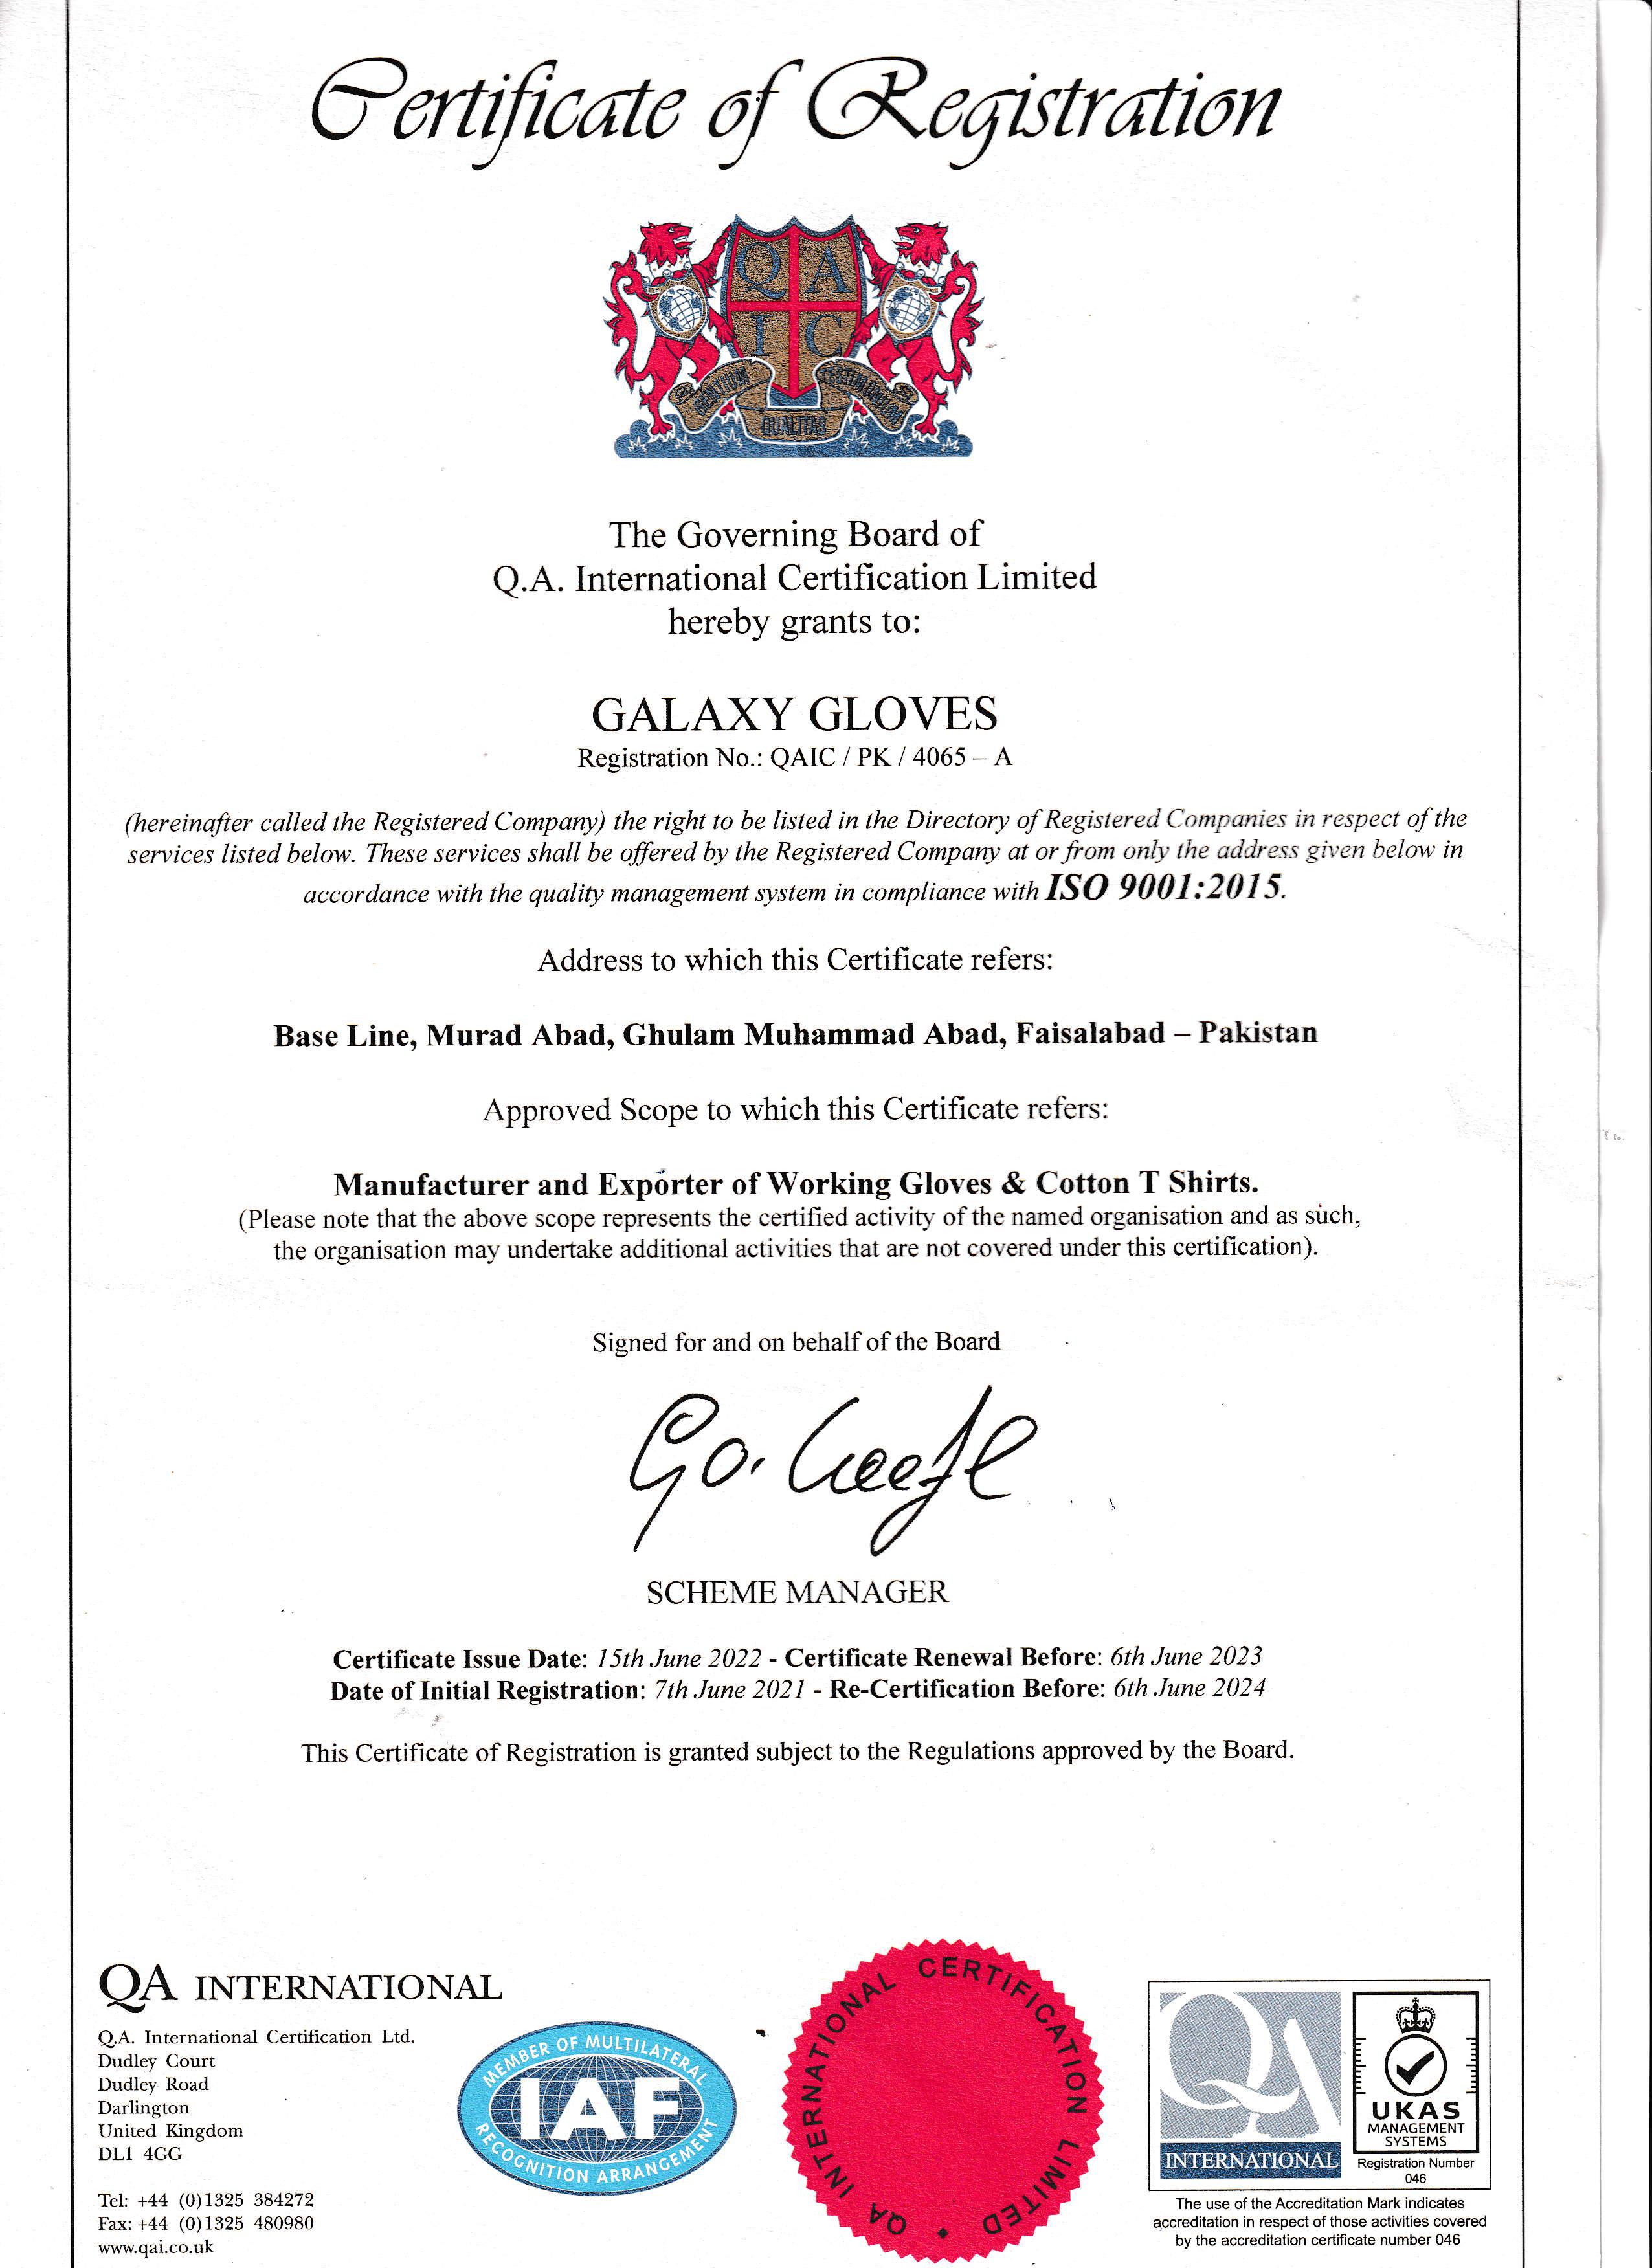 Certificate of Registration
Q A
I C
GENTIUM QUALITAS TESTIMONIUM
The Governing Board of
Q.A. International Certification Limited
hereby grants to:
GALAXY GLOVES
Registration No.: QAIC / PK / 4065 – A
(hereinafter called the Registered Company) the right to be listed in the Directory of Registered Companies in respect of the
services listed below. These services shall be offered by the Registered Company at or from only the address given below in
accordance with the quality management system in compliance with ISO 9001:2015.
Address to which this Certificate refers:
Base Line, Murad Abad, Ghulam Muhammad Abad, Faisalabad – Pakistan
Approved Scope to which this Certificate refers:
Manufacturer and Exporter of Working Gloves & Cotton T Shirts.
(Please note that the above scope represents the certified activity of the named organisation and as such,
the organisation may undertake additional activities that are not covered under this certification).
Signed for and on behalf of the Board
SCHEME MANAGER
Certificate Issue Date: 15th June 2022 - Certificate Renewal Before: 6th June 2023
Date of Initial Registration: 7th June 2021 - Re-Certification Before: 6th June 2024
This Certificate of Registration is granted subject to the Regulations approved by the Board.
QA INTERNATIONAL
Q.A. International Certification Ltd.
Dudley Court
Dudley Road
Darlington
United Kingdom
DL1 4GG
Tel: +44 (0)1325 384272
Fax: +44 (0)1325 480980
www.qai.co.uk
MEMBER OF MULTILATERAL
IAF
RECOGNITION ARRANGEMENT
QA INTERNATIONAL CERTIFICATION LIMITED
QA
INTERNATIONAL
UKAS
MANAGEMENT
SYSTEMS
Registration Number
046
The use of the Accreditation Mark indicates
accreditation in respect of those activities covered
by the accreditation certificate number 046